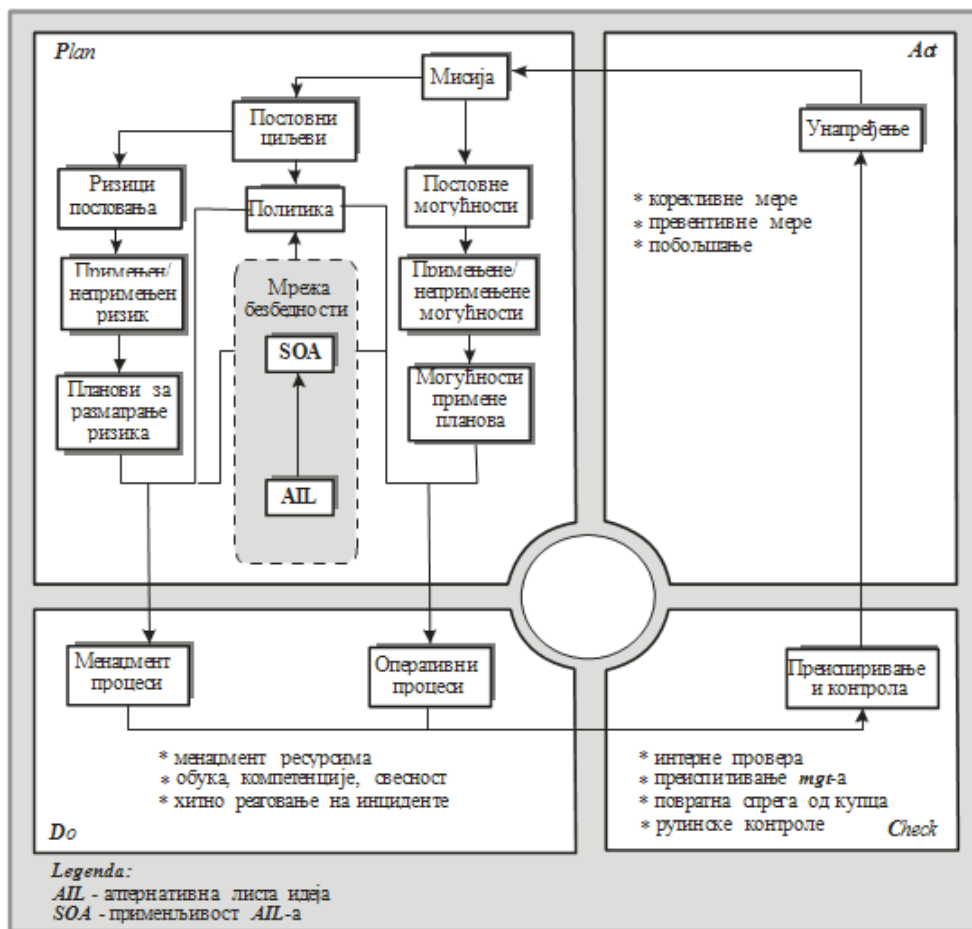 Plan
Мисија
Пословни
циљеви
Ризици
пословања
Политика
Пословне
могућности
Примењен/
непримењен
ризик
Мрежа
безбедности
SOA
Примењене/
непримењене
могућности
Планови за
разматрање
ризика
Могућности
примене
планова
AIL
Act
Унапређење
* корективне мере
* превентивне мере
* побољшање
Менаџмент
процеси
Оперативни
процеси
* менаџмент ресурсима
* обука, компетенције, свесност
* хитно реаговање на инциденте
Do
Преиспиривање
и контрола
* интерне провера
* преиспитивање mgt-а
* повратна спрега од купца
* рутинске контроле
Check
Legenda:
AIL - алтернативна листа идеја
SOA - применљивост AIL-а